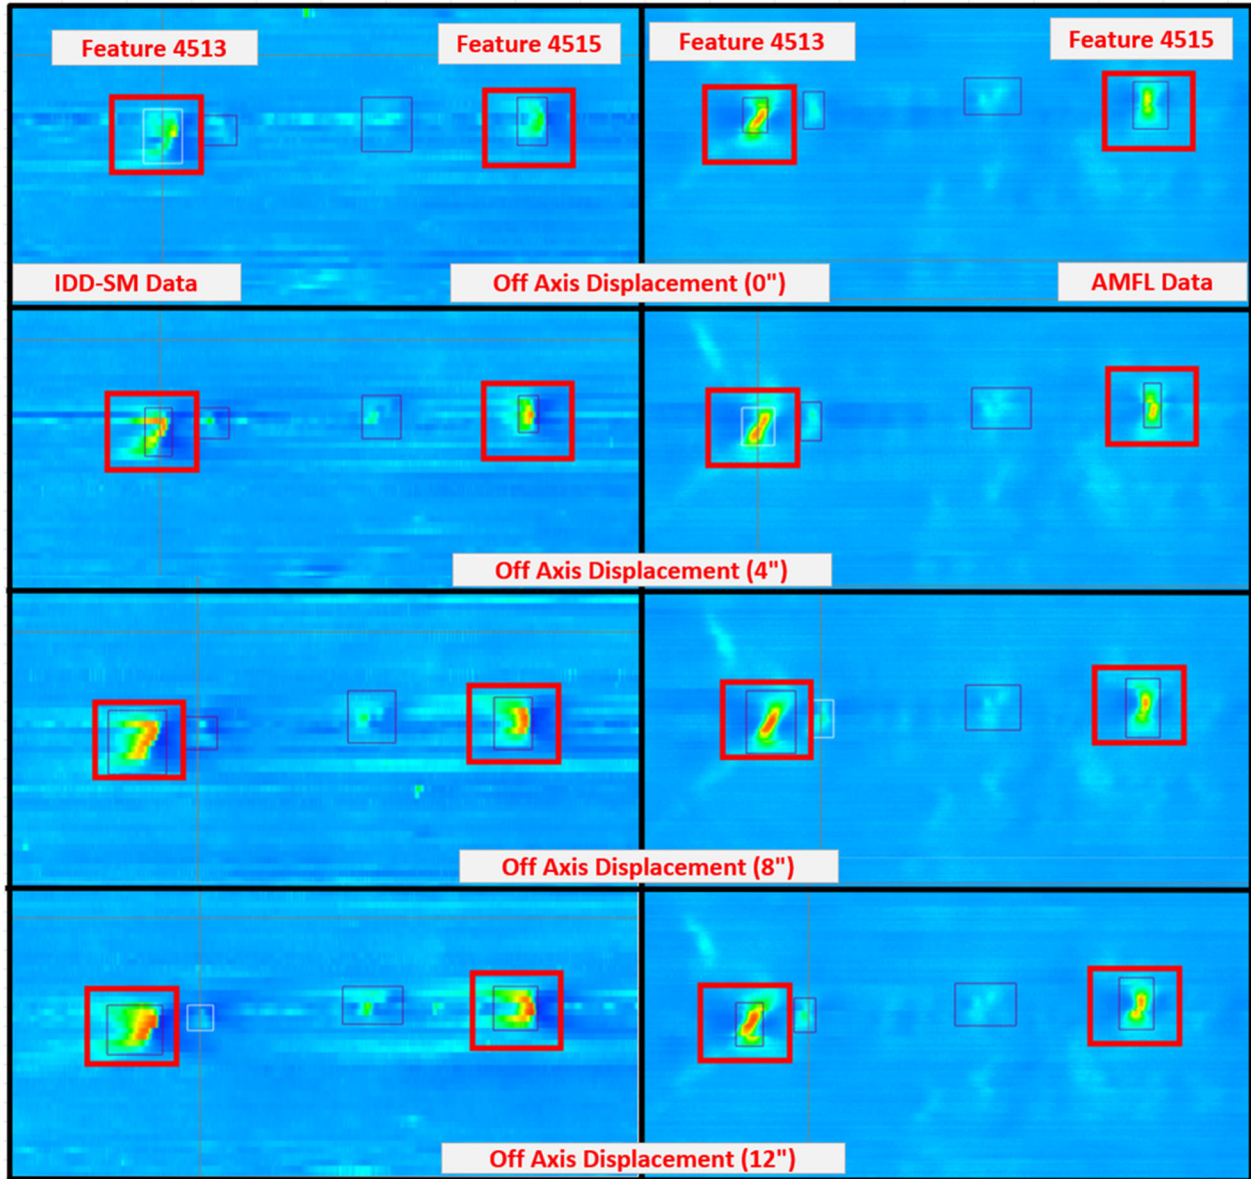 Feature 4513
Feature 4515
Feature 4513
Feature 4515
IDD-SM Data
Off Axis Displacement (0")
AMFL Data
Off Axis Displacement (4")
Off Axis Displacement (8")
Off Axis Displacement (12")